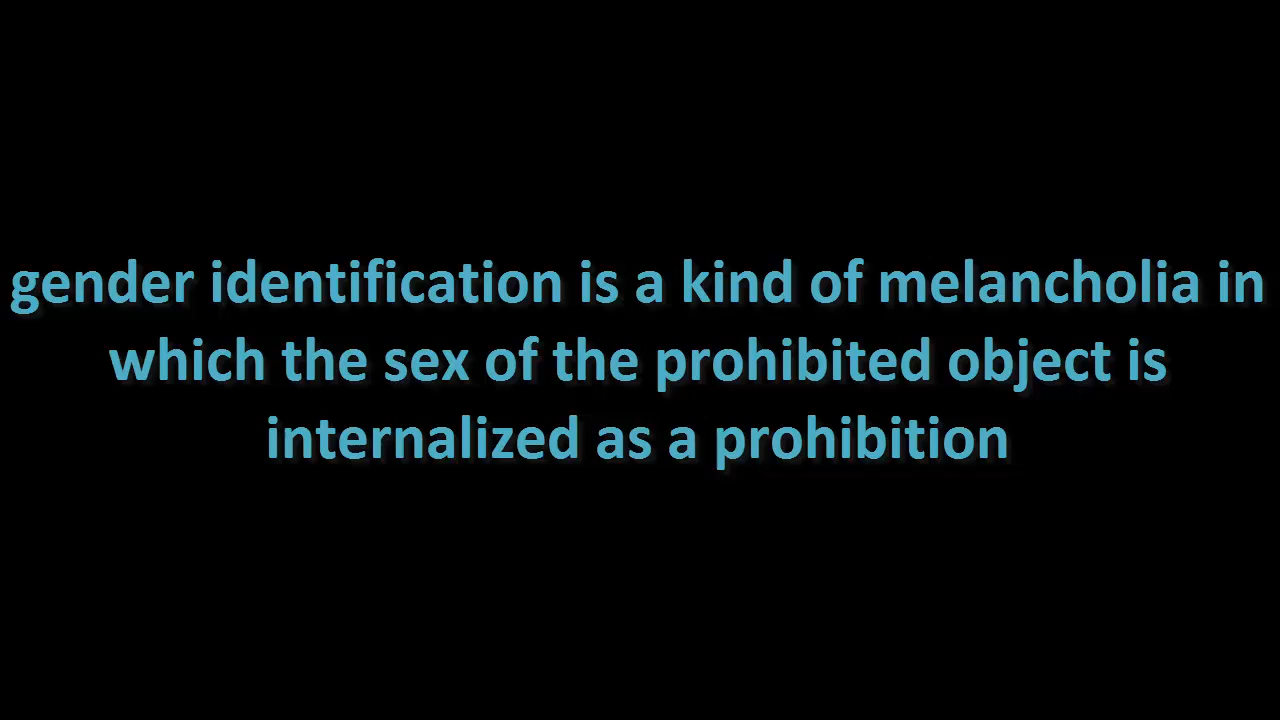 gender identification is a kind of melancholia in
which the sex of the prohibited object is
internalized as a prohibition